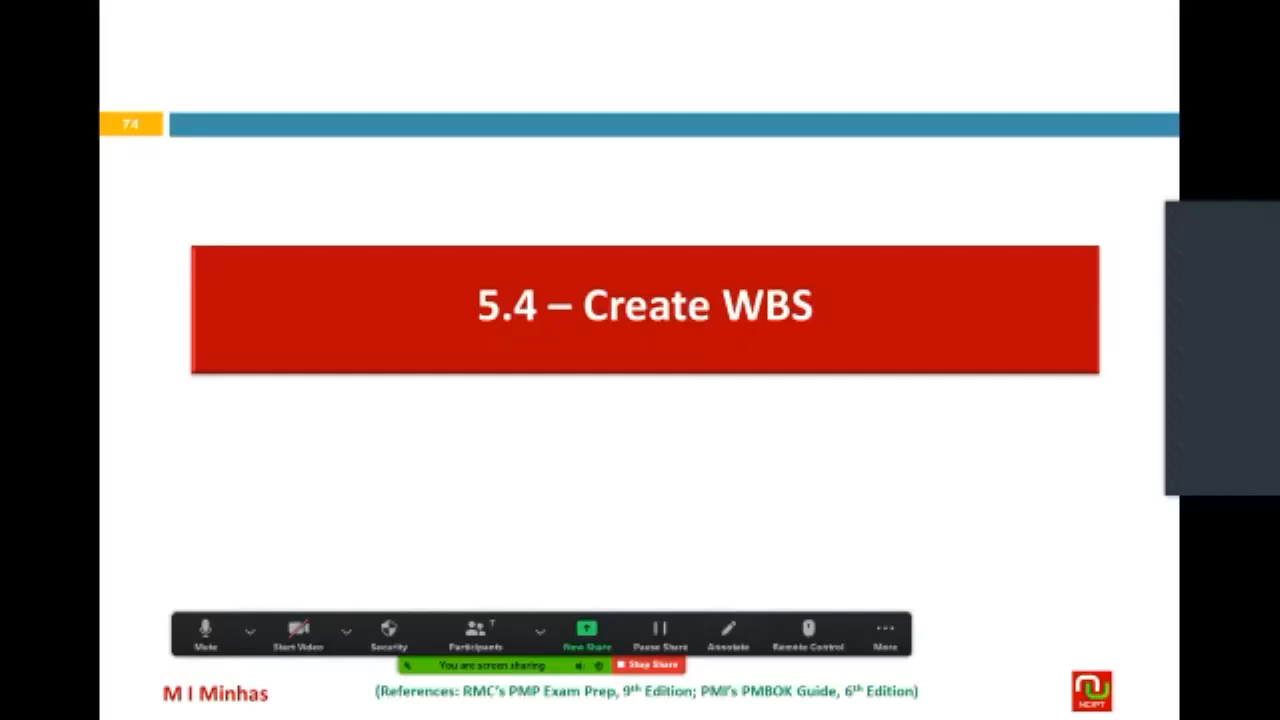 74
5.4 – Create WBS
Mute Start Video Security Participants New Share Pause Share Annotate Remote Control More
You are screen sharing Stop Share
M I Minhas (References: RMC's PMP Exam Prep, 9th Edition; PMI's PMBOK Guide, 6th Edition)